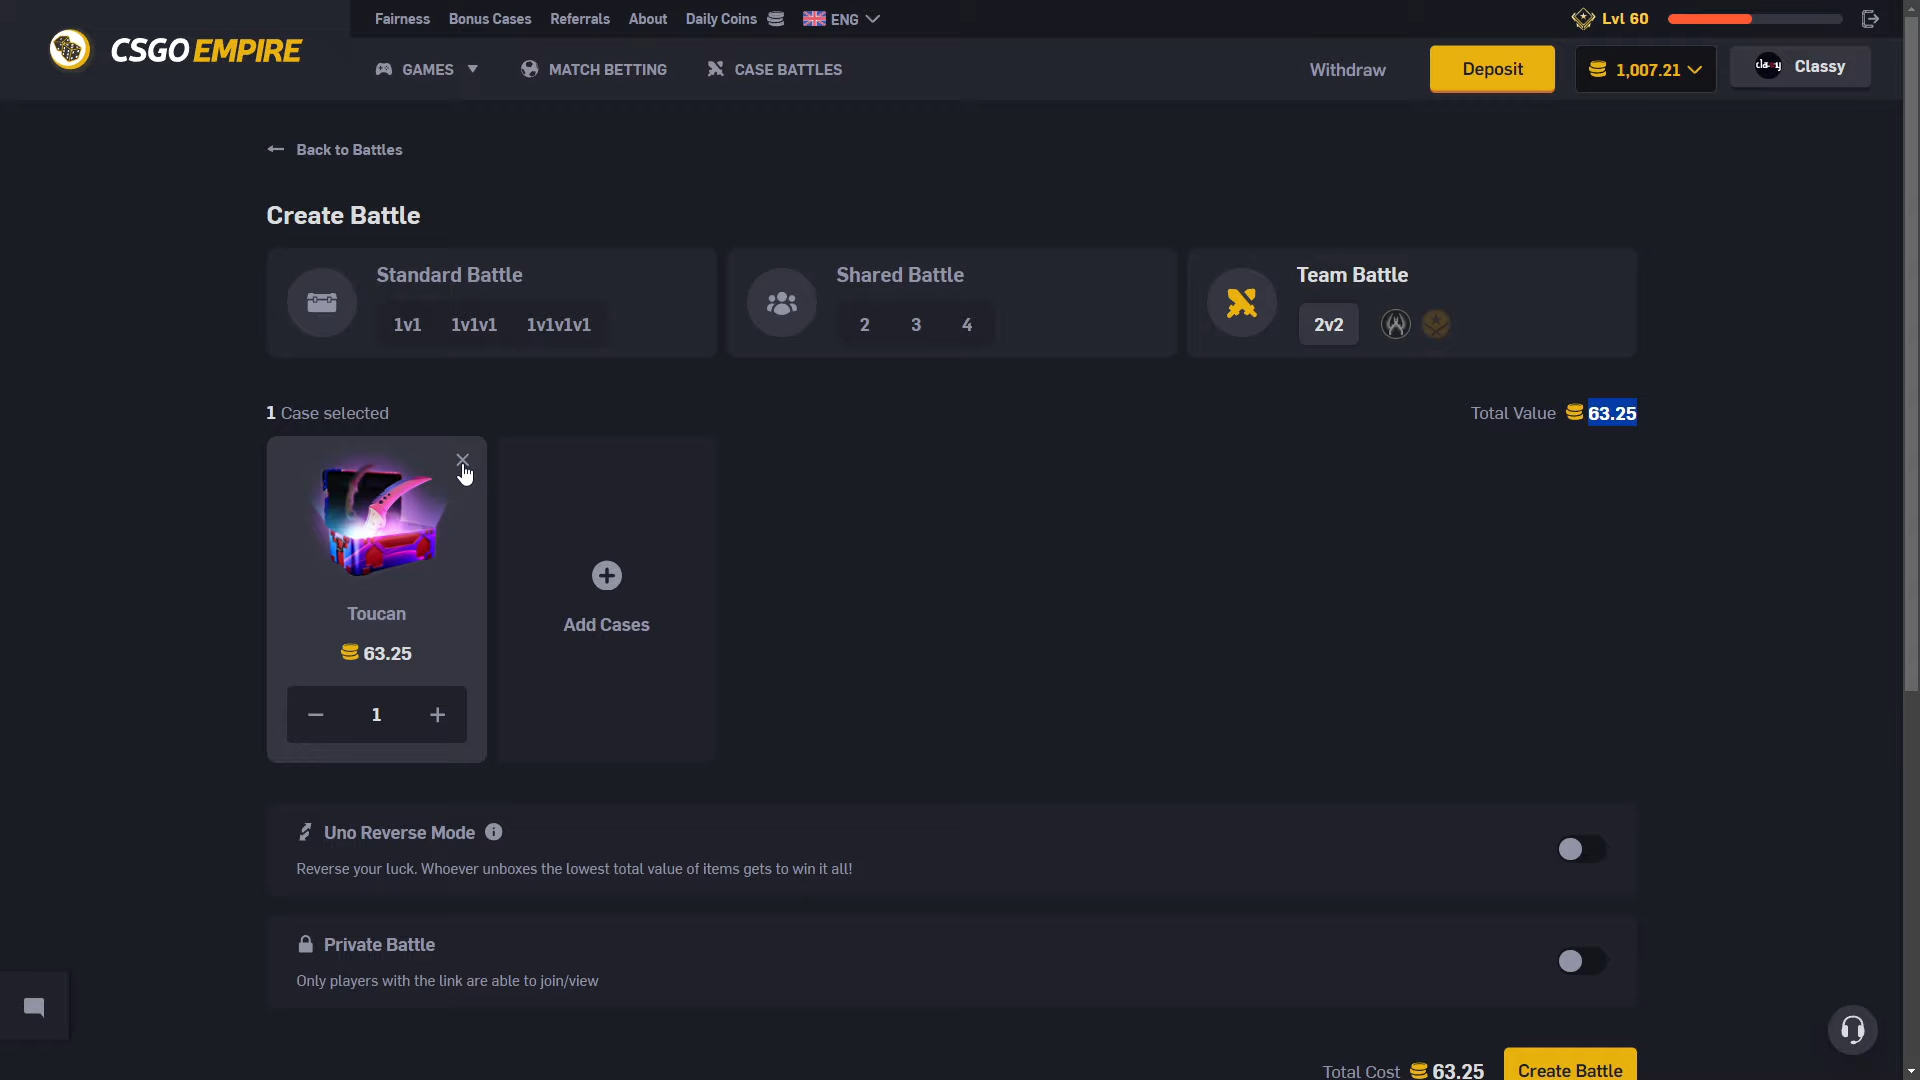 Fairness Bonus Cases Referrals About Daily Coins ENG Lvl 60
CSGOEMPIRE
GAMES MATCH BETTING CASE BATTLES Withdraw Deposit 1,007.21 classy Classy
Back to Battles
Create Battle
Standard Battle
1v1 1v1v1 1v1v1v1
Shared Battle
2 3 4
Team Battle
2v2
1 Case selected
Total Value 63.25
Toucan
63.25
1
Add Cases
Uno Reverse Mode
Reverse your luck. Whoever unboxes the lowest total value of items gets to win it all!
Private Battle
Only players with the link are able to join/view
Total Cost 63.25 Create Battle